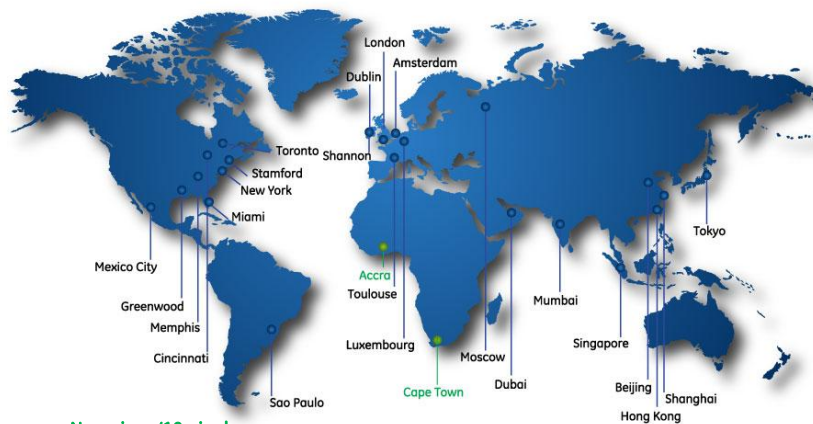 London
Dublin
Amsterdam
Toronto
Shannon
Stamford
New York
Miami
Tokyo
Mexico City
Accra
Toulouse
Mumbai
Greenwood
Memphis
Luxembourg
Moscow
Singapore
Cincinnati
Dubai
Beijing
Cape Town
Shanghai
Sao Paulo
Hong Kong